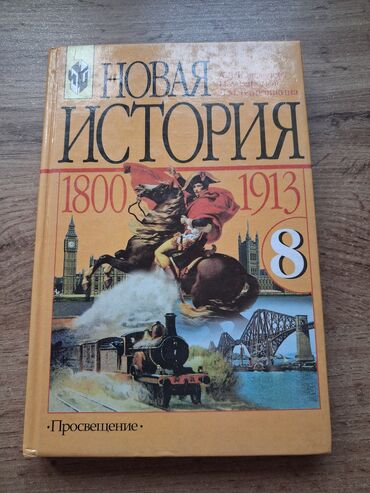 НОВАЯ
ИСТОРИЯ
1800 1913
8
•Просвещение•